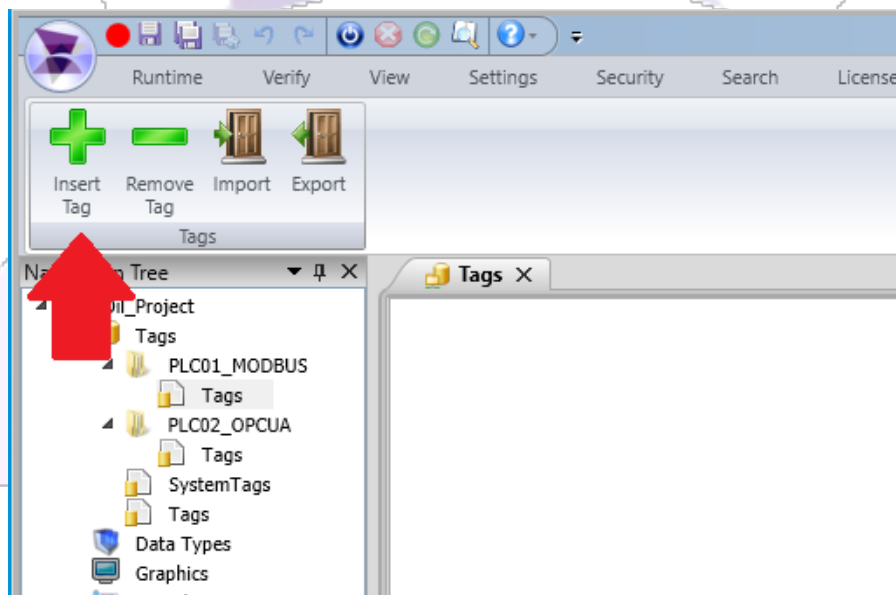 Runtime Verify View Settings Security Search License
Insert Tag
Remove Tag
Import
Export
Tags
Tree
Tags
il_Project
Tags
PLC01_MODBUS
Tags
PLC02_OPCUA
Tags
SystemTags
Tags
Data Types
Graphics